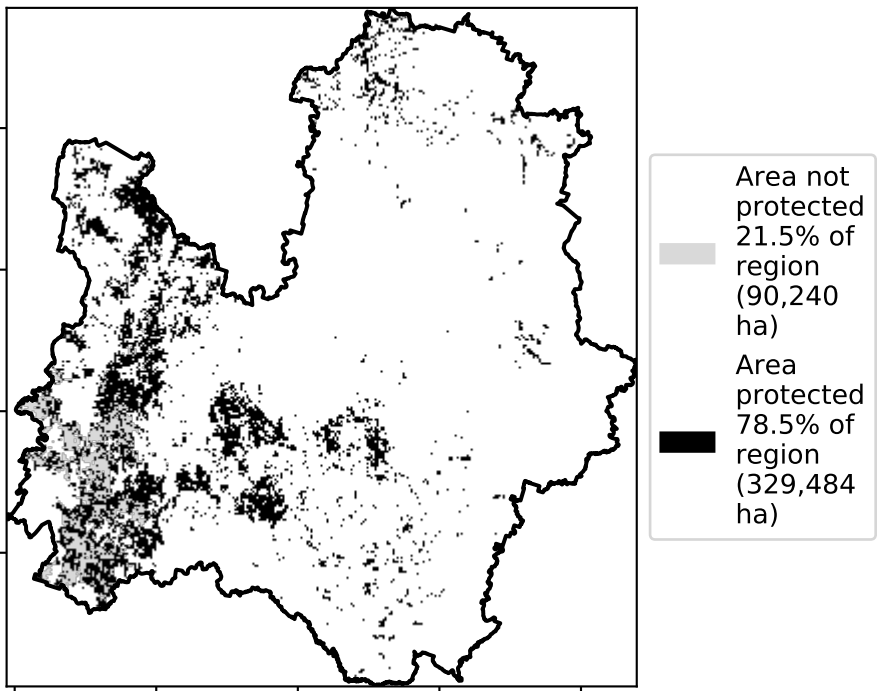 Area not
protected
21.5% of
region
(90,240
ha)
Area
protected
78.5% of
region
(329,484
ha)